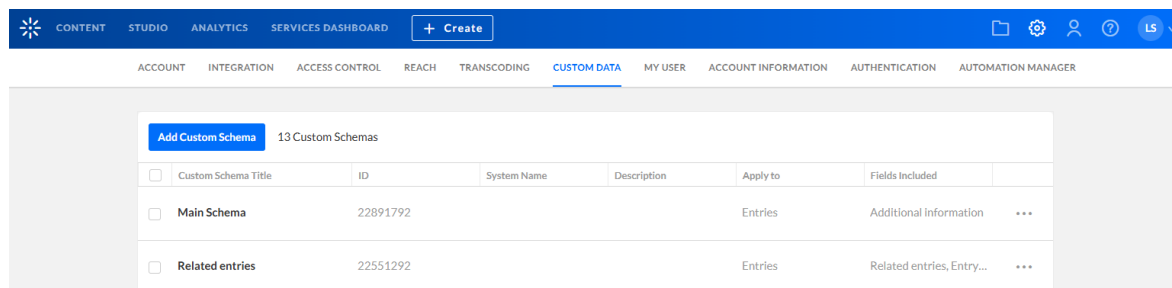 CONTENT STUDIO ANALYTICS SERVICES DASHBOARD + Create ? LS
ACCOUNT INTEGRATION ACCESS CONTROL REACH TRANSCODING CUSTOM DATA MY USER ACCOUNT INFORMATION AUTHENTICATION AUTOMATION MANAGER
Add Custom Schema 13 Custom Schemas
Custom Schema Title ID System Name Description Apply to Fields Included
Main Schema 22891792 Entries Additional information
Related entries 22551292 Entries Related entries, Entry...